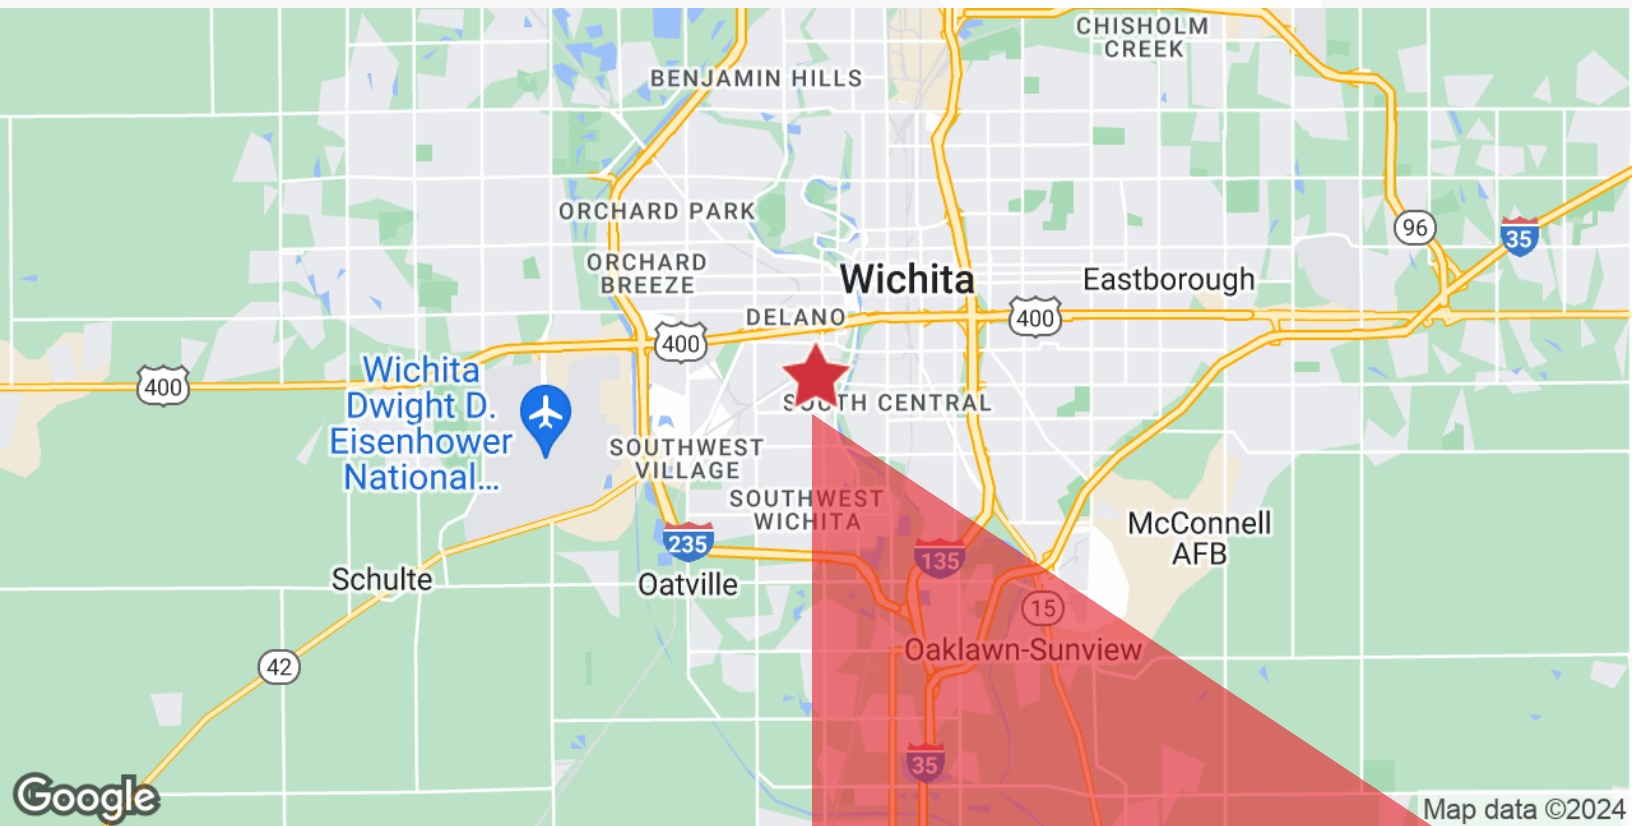 CHISHOLM
CREEK
BENJAMIN HILLS
ORCHARD PARK
96
35
ORCHARD
BREEZE
Wichita
Eastborough
DELANO
400
400
400
Wichita
Dwight D.
Eisenhower
National...
SOUTH CENTRAL
SOUTHWEST
VILLAGE
SOUTHWEST
WICHITA
McConnell
AFB
235
135
Schulte
Oatville
15
Oaklawn-Sunview
42
35
Google
Map data ©2024